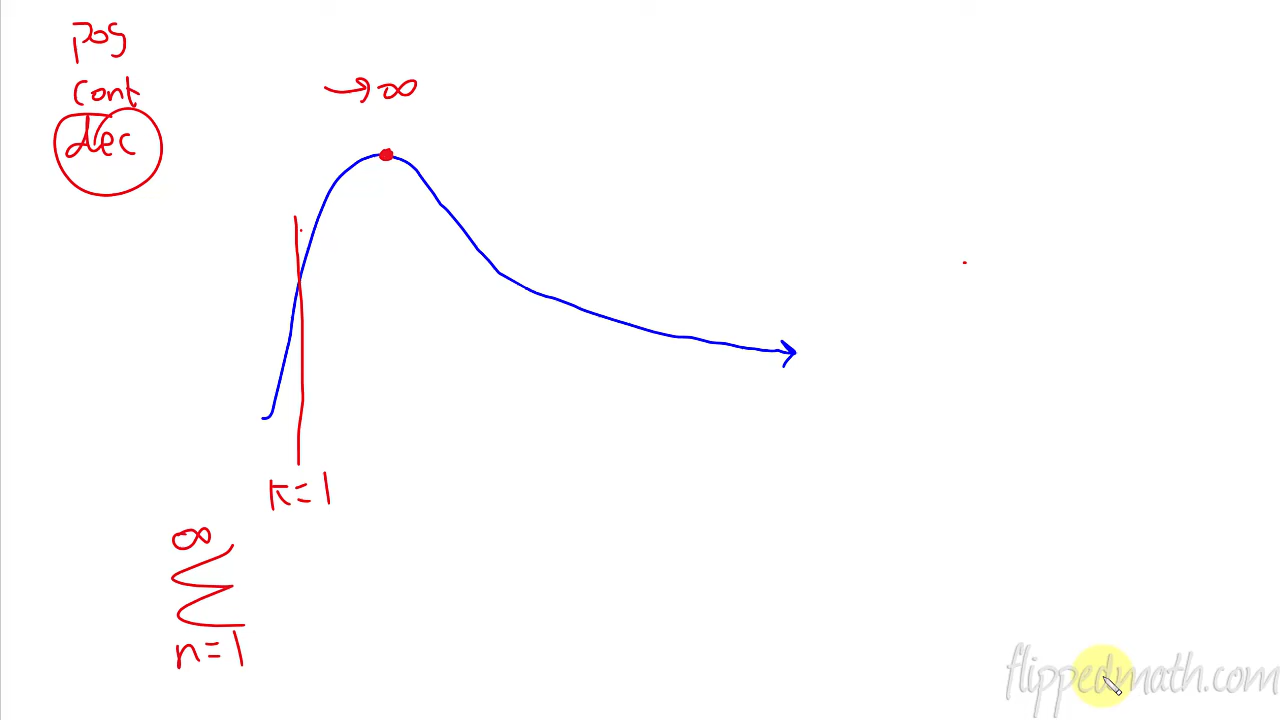 pos
cont
dec
→ ∞
k=1
∞
Σ
n=1
flippedmath.com